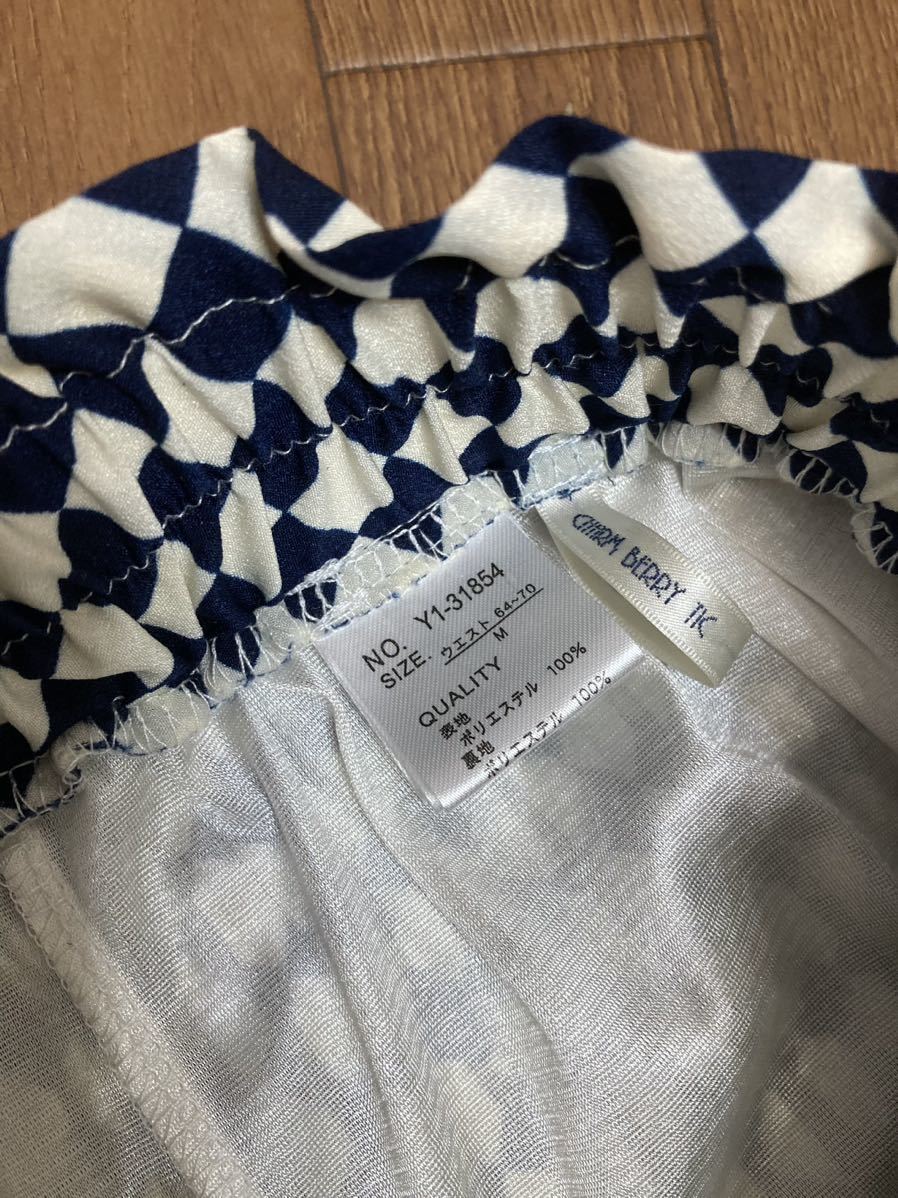 NO. Y1-31854
SIZE. ウエスト 64~70
M
QUALITY
表地
ポリエステル 100%
裏地
ポリエステル 100%
CHARM BERRY TK